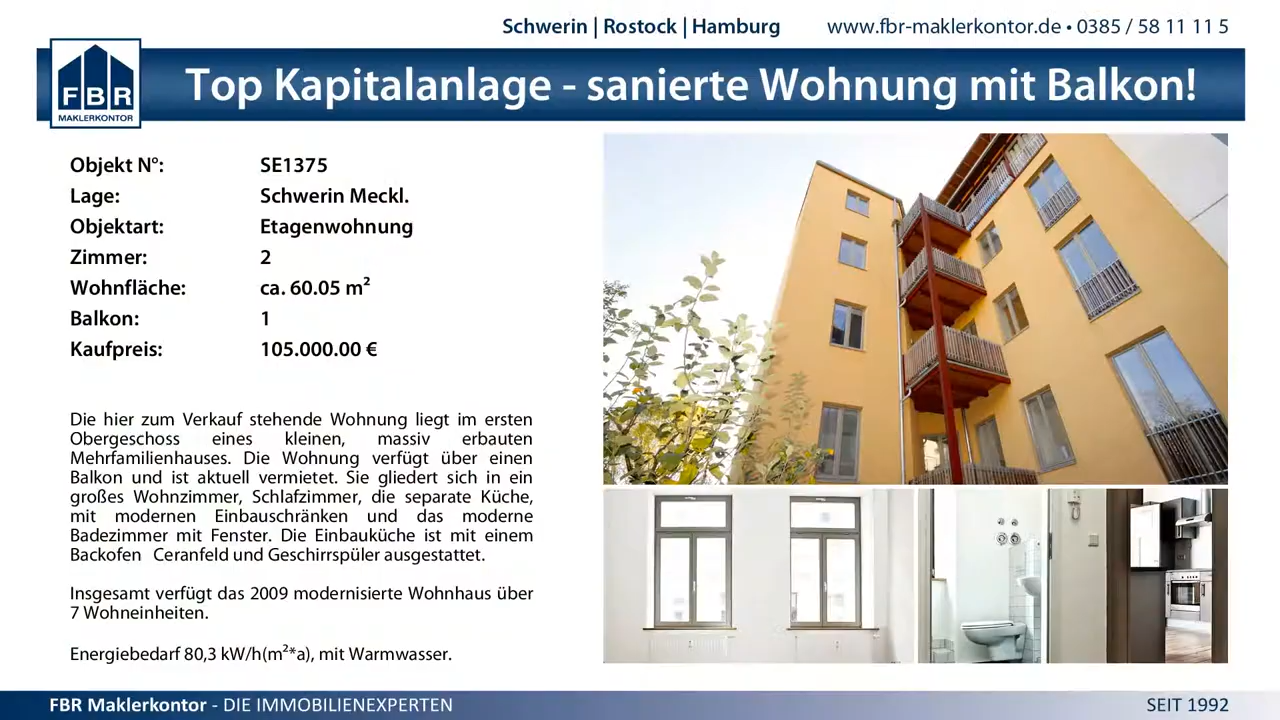 Schwerin | Rostock | Hamburg www.fbr-maklerkontor.de • 0385 / 58 11 11 5
FBR
MAKLERKONTOR
Top Kapitalanlage - sanierte Wohnung mit Balkon!
Objekt N°: SE1375
Lage: Schwerin Meckl.
Objektart: Etagenwohnung
Zimmer: 2
Wohnfläche: ca. 60.05 m²
Balkon: 1
Kaufpreis: 105.000.00 €
Die hier zum Verkauf stehende Wohnung liegt im ersten
Obergeschoss eines kleinen, massiv erbauten
Mehrfamilienhauses. Die Wohnung verfügt über einen
Balkon und ist aktuell vermietet. Sie gliedert sich in ein
großes Wohnzimmer, Schlafzimmer, die separate Küche,
mit modernen Einbauschränken und das moderne
Badezimmer mit Fenster. Die Einbauküche ist mit einem
Backofen Ceranfeld und Geschirrspüler ausgestattet.
Insgesamt verfügt das 2009 modernisierte Wohnhaus über
7 Wohneinheiten.
Energiebedarf 80,3 kW/h(m²*a), mit Warmwasser.
FBR Maklerkontor - DIE IMMOBILIENEXPERTEN SEIT 1992